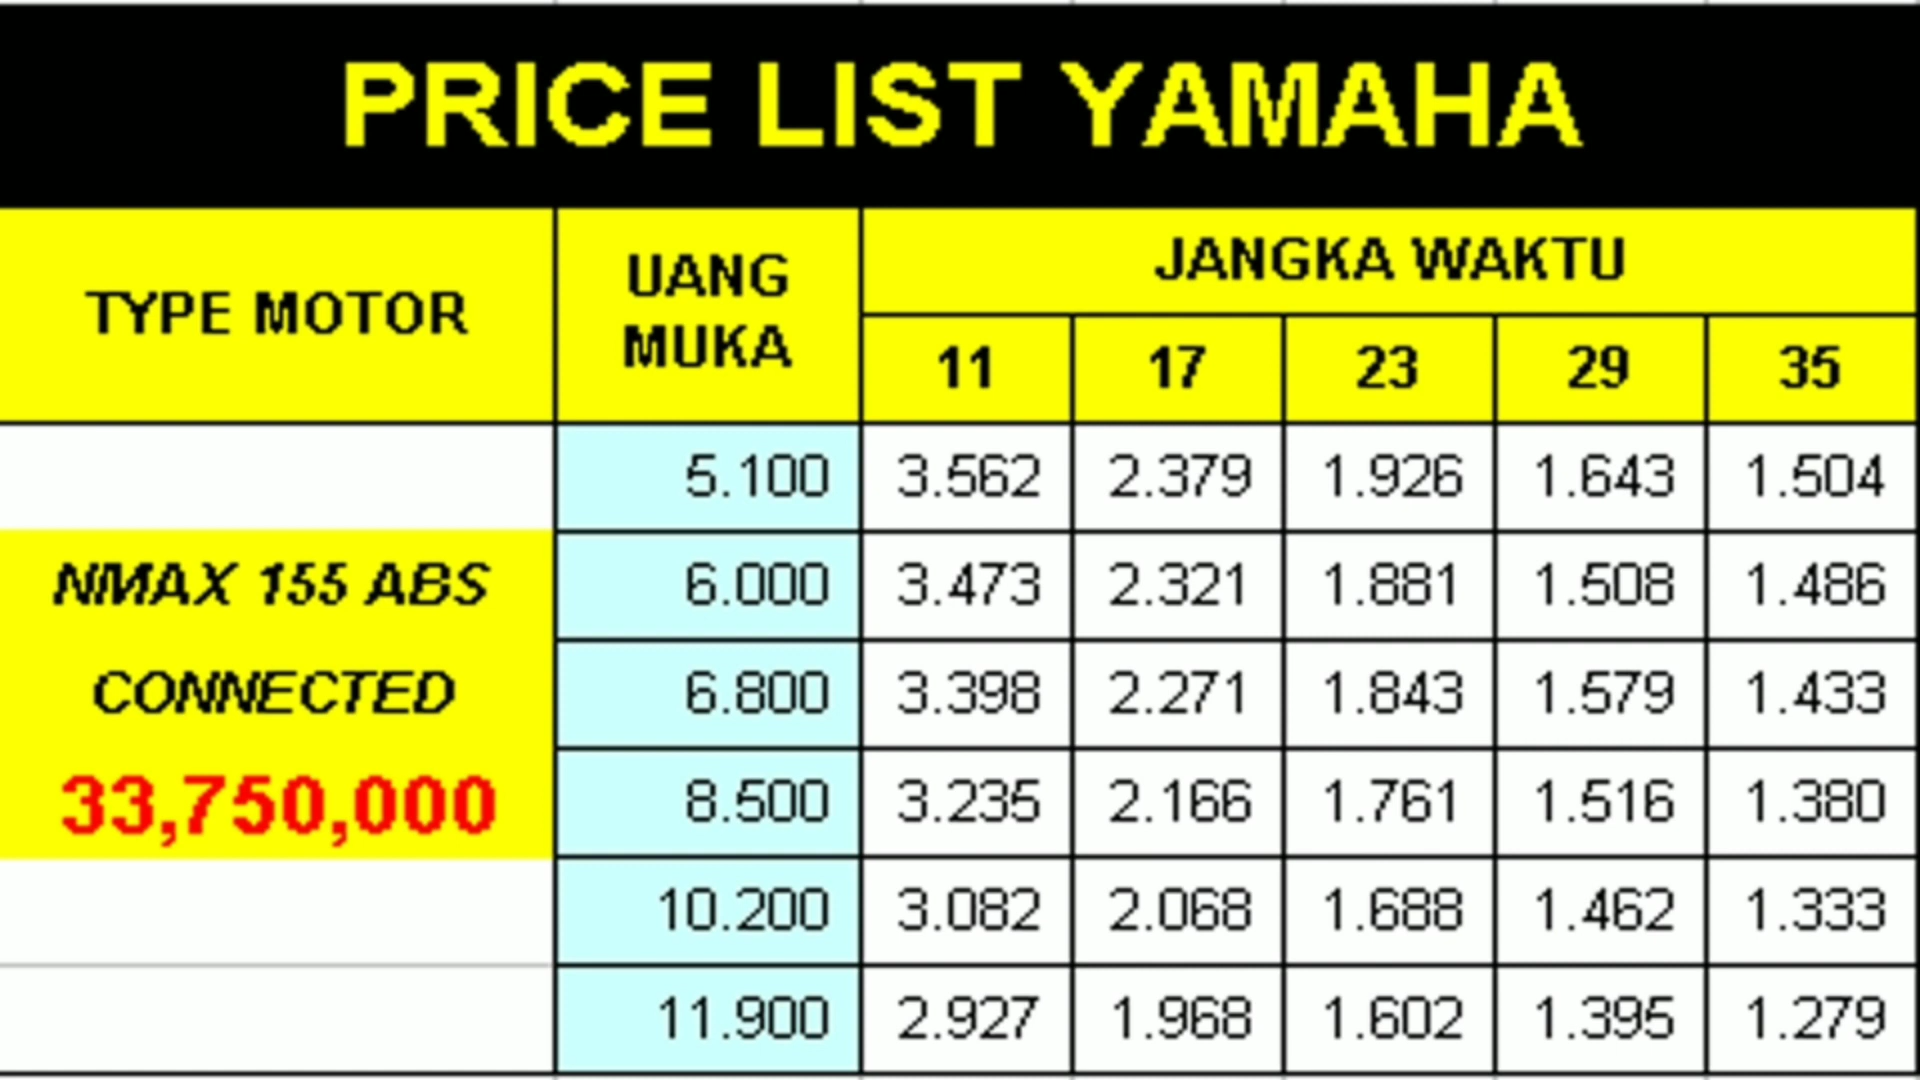 PRICE LIST YAMAHA
TYPE MOTOR
UANG
MUKA
JANGKA WAKTU
11 17 23 29 35
5.100 3.562 2.379 1.926 1.643 1.504
NMAX 155 ABS 6.000 3.473 2.321 1.881 1.508 1.486
CONNECTED 6.800 3.398 2.271 1.843 1.579 1.433
33,750,000 8.500 3.235 2.166 1.761 1.516 1.380
10.200 3.082 2.068 1.688 1.462 1.333
11.900 2.927 1.968 1.602 1.395 1.279